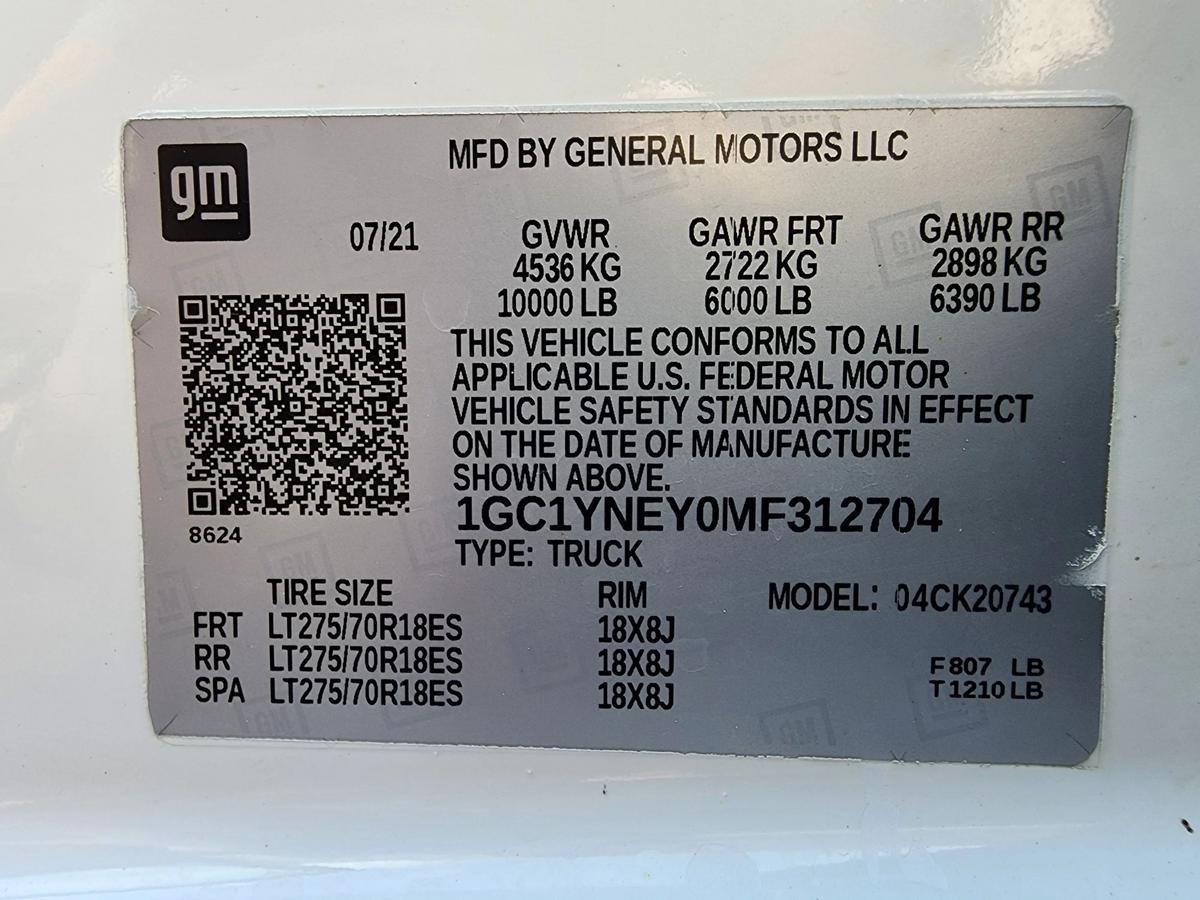 gm
MFD BY GENERAL MOTORS LLC
07/21
GVWR GAWR FRT GAWR RR
4536 KG 2722 KG 2898 KG
10000 LB 6000 LB 6390 LB
THIS VEHICLE CONFORMS TO ALL
APPLICABLE U.S. FEDERAL MOTOR
VEHICLE SAFETY STANDARDS IN EFFECT
ON THE DATE OF MANUFACTURE
SHOWN ABOVE.
1GC1YNEY0MF312704
8624
TYPE: TRUCK
TIRE SIZE RIM MODEL: 04CK20743
FRT LT275/70R18ES 18X8J
RR LT275/70R18ES 18X8J
SPA LT275/70R18ES 18X8J
F 807 LB
T 1210 LB